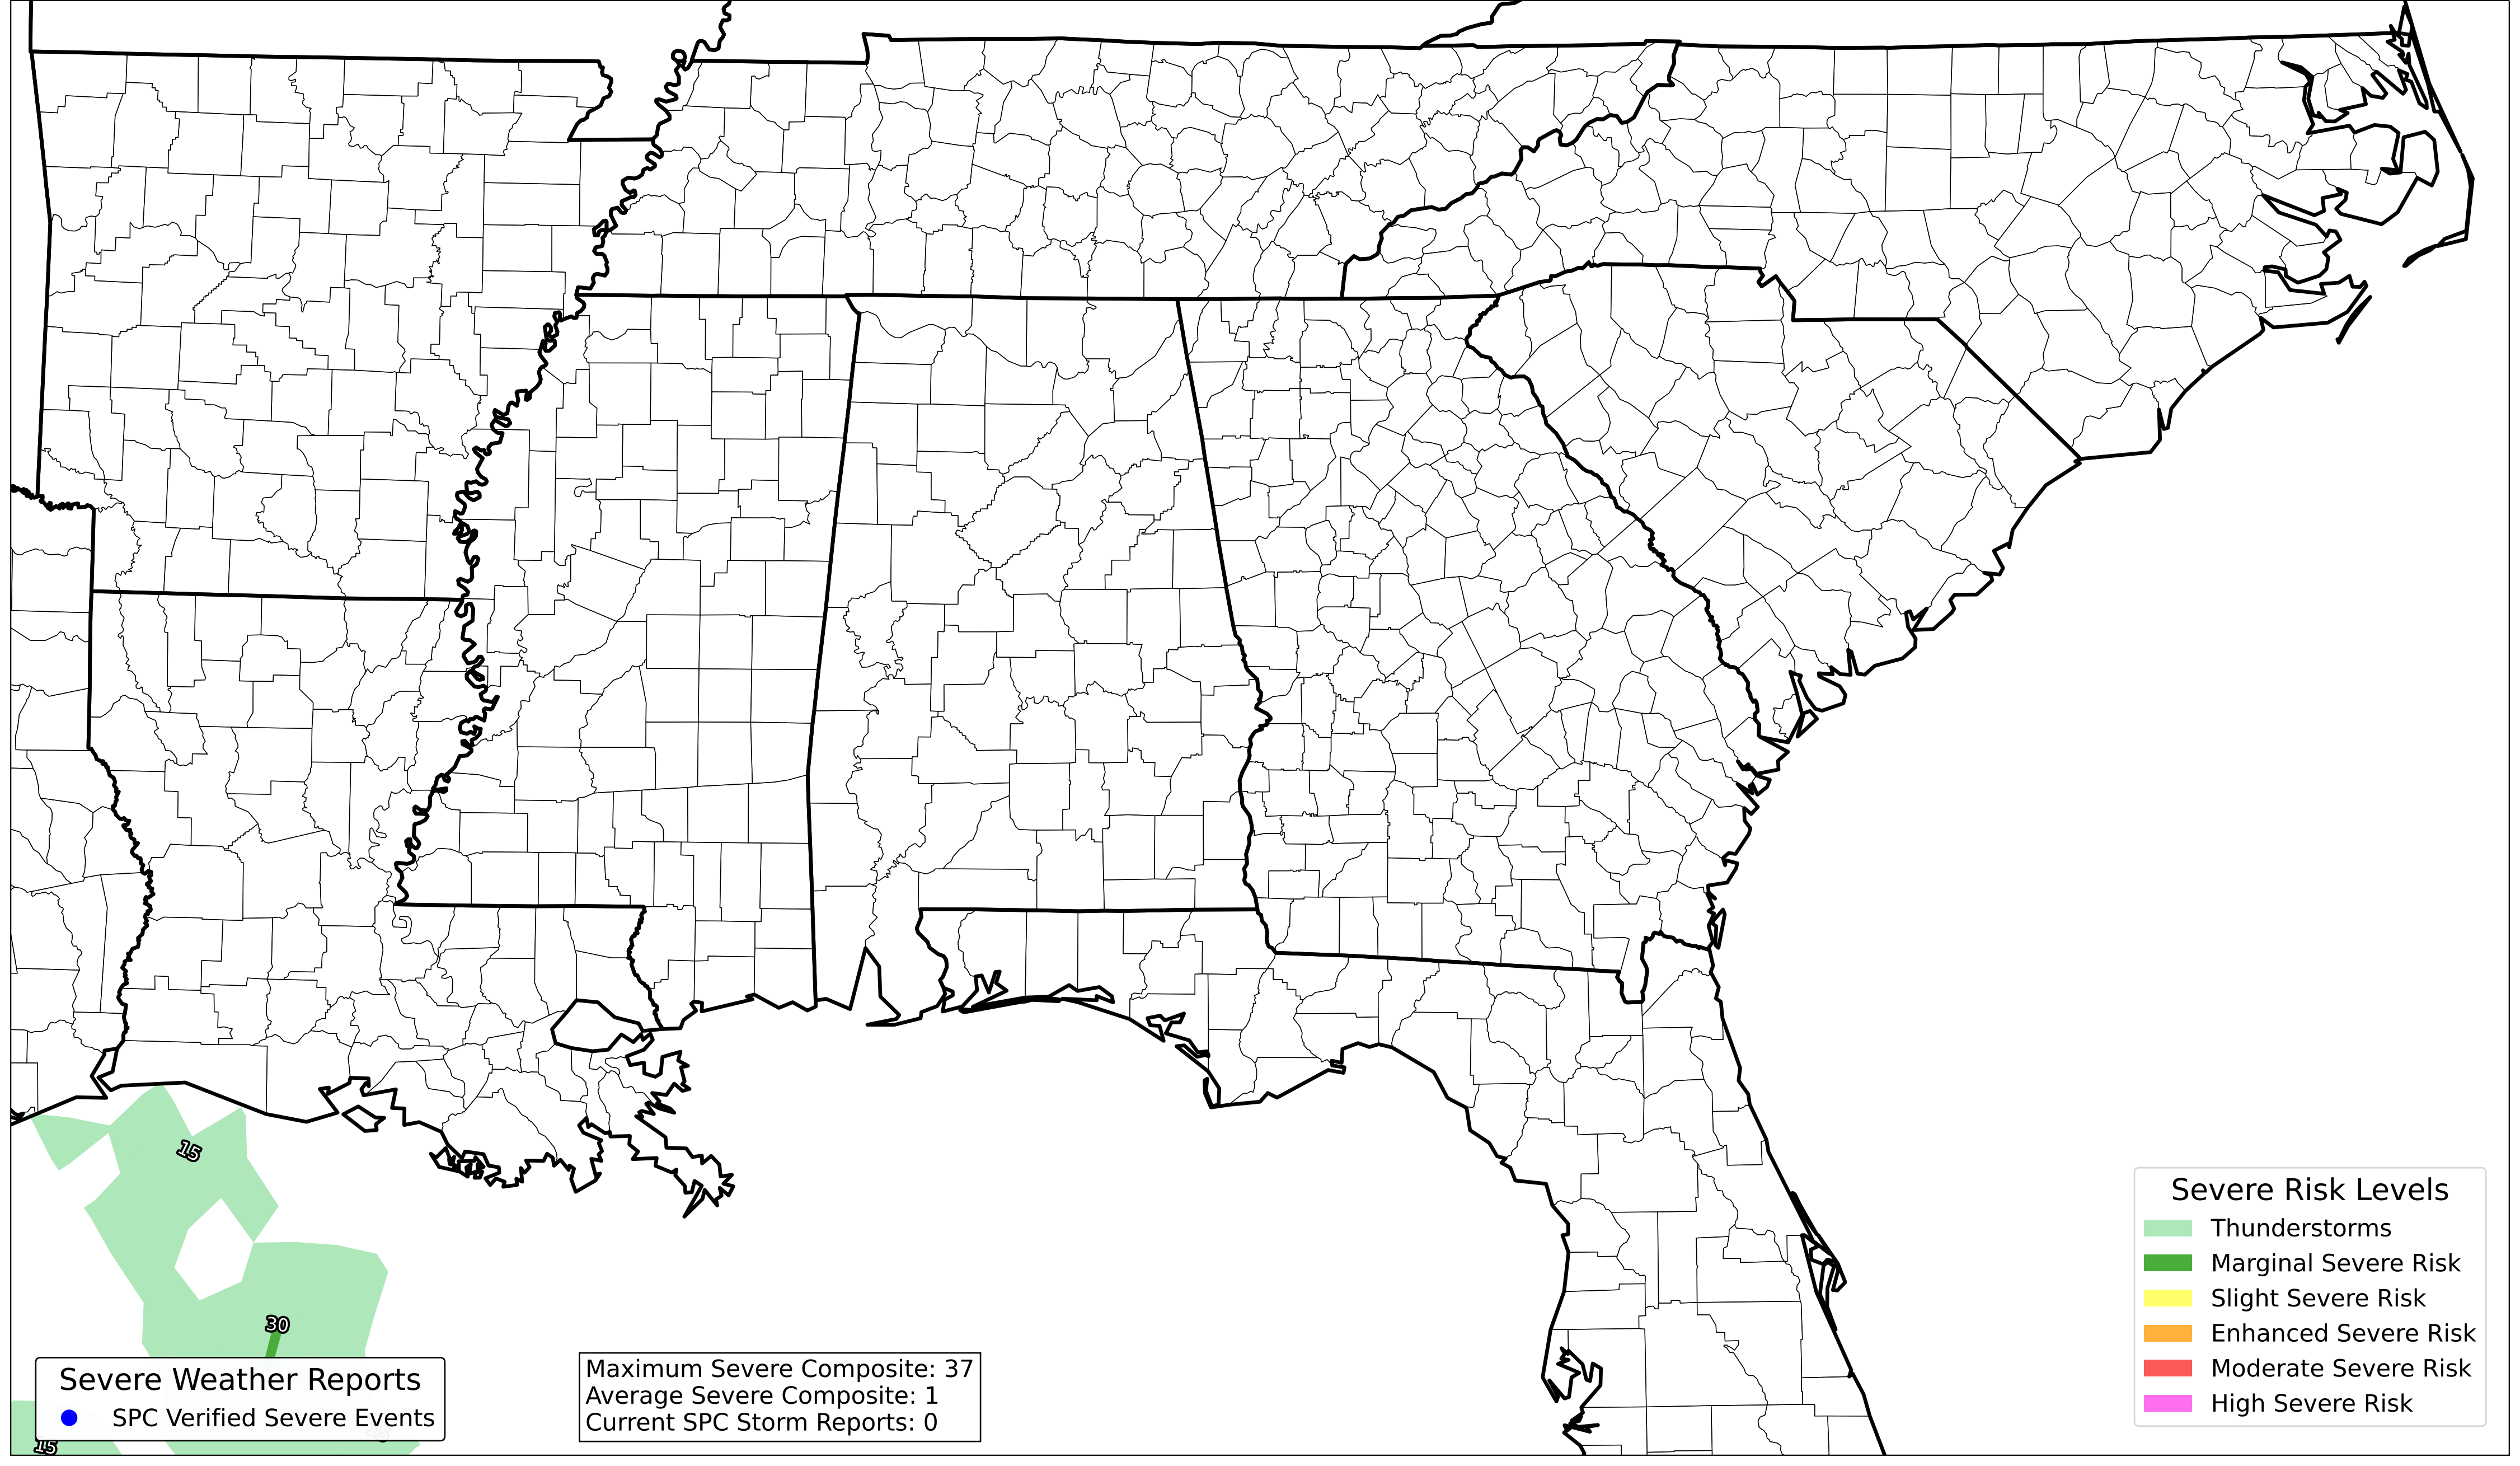 15
30
15
Severe Weather Reports
SPC Verified Severe Events
Maximum Severe Composite: 37
Average Severe Composite: 1
Current SPC Storm Reports: 0
Severe Risk Levels
Thunderstorms
Marginal Severe Risk
Slight Severe Risk
Enhanced Severe Risk
Moderate Severe Risk
High Severe Risk